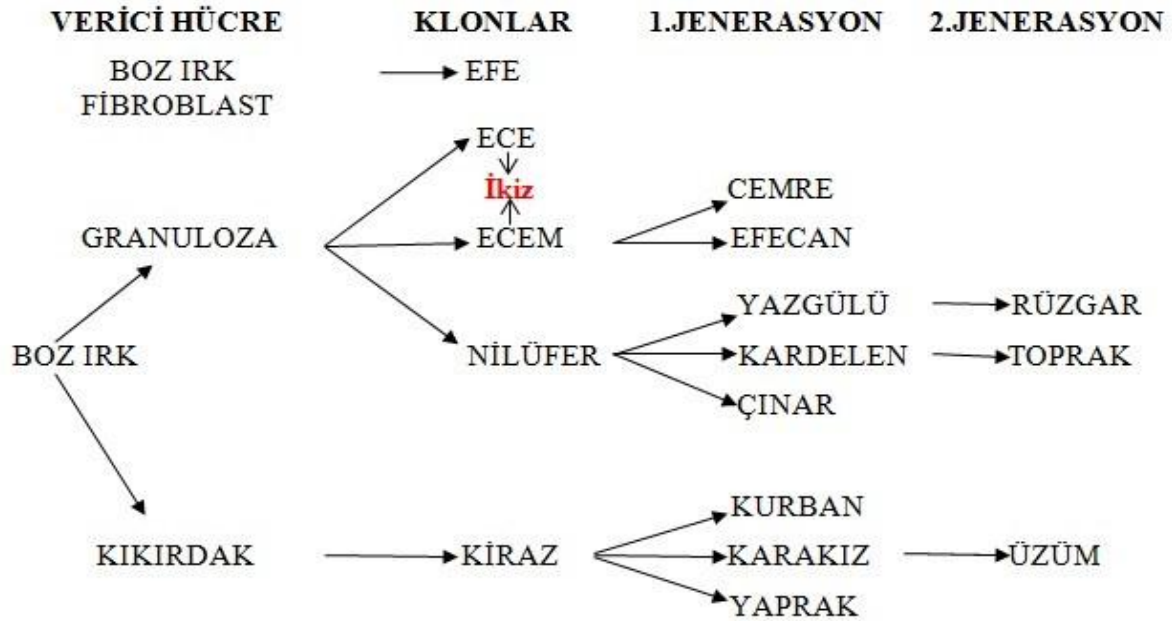 VERİCİ HÜCRE KLONLAR 1.JENERASYON 2.JENERASYON
BOZ IRK EFE
FİBROBLAST
ECE
İkiz
CEMRE
GRANULOZA ECEM EFECAN
YAZGÜLÜ RÜZGAR
BOZ IRK NİLÜFER KARDELEN TOPRAK
ÇINAR
KURBAN
KIKIRDAK KİRAZ KARAKIZ ÜZÜM
YAPRAK